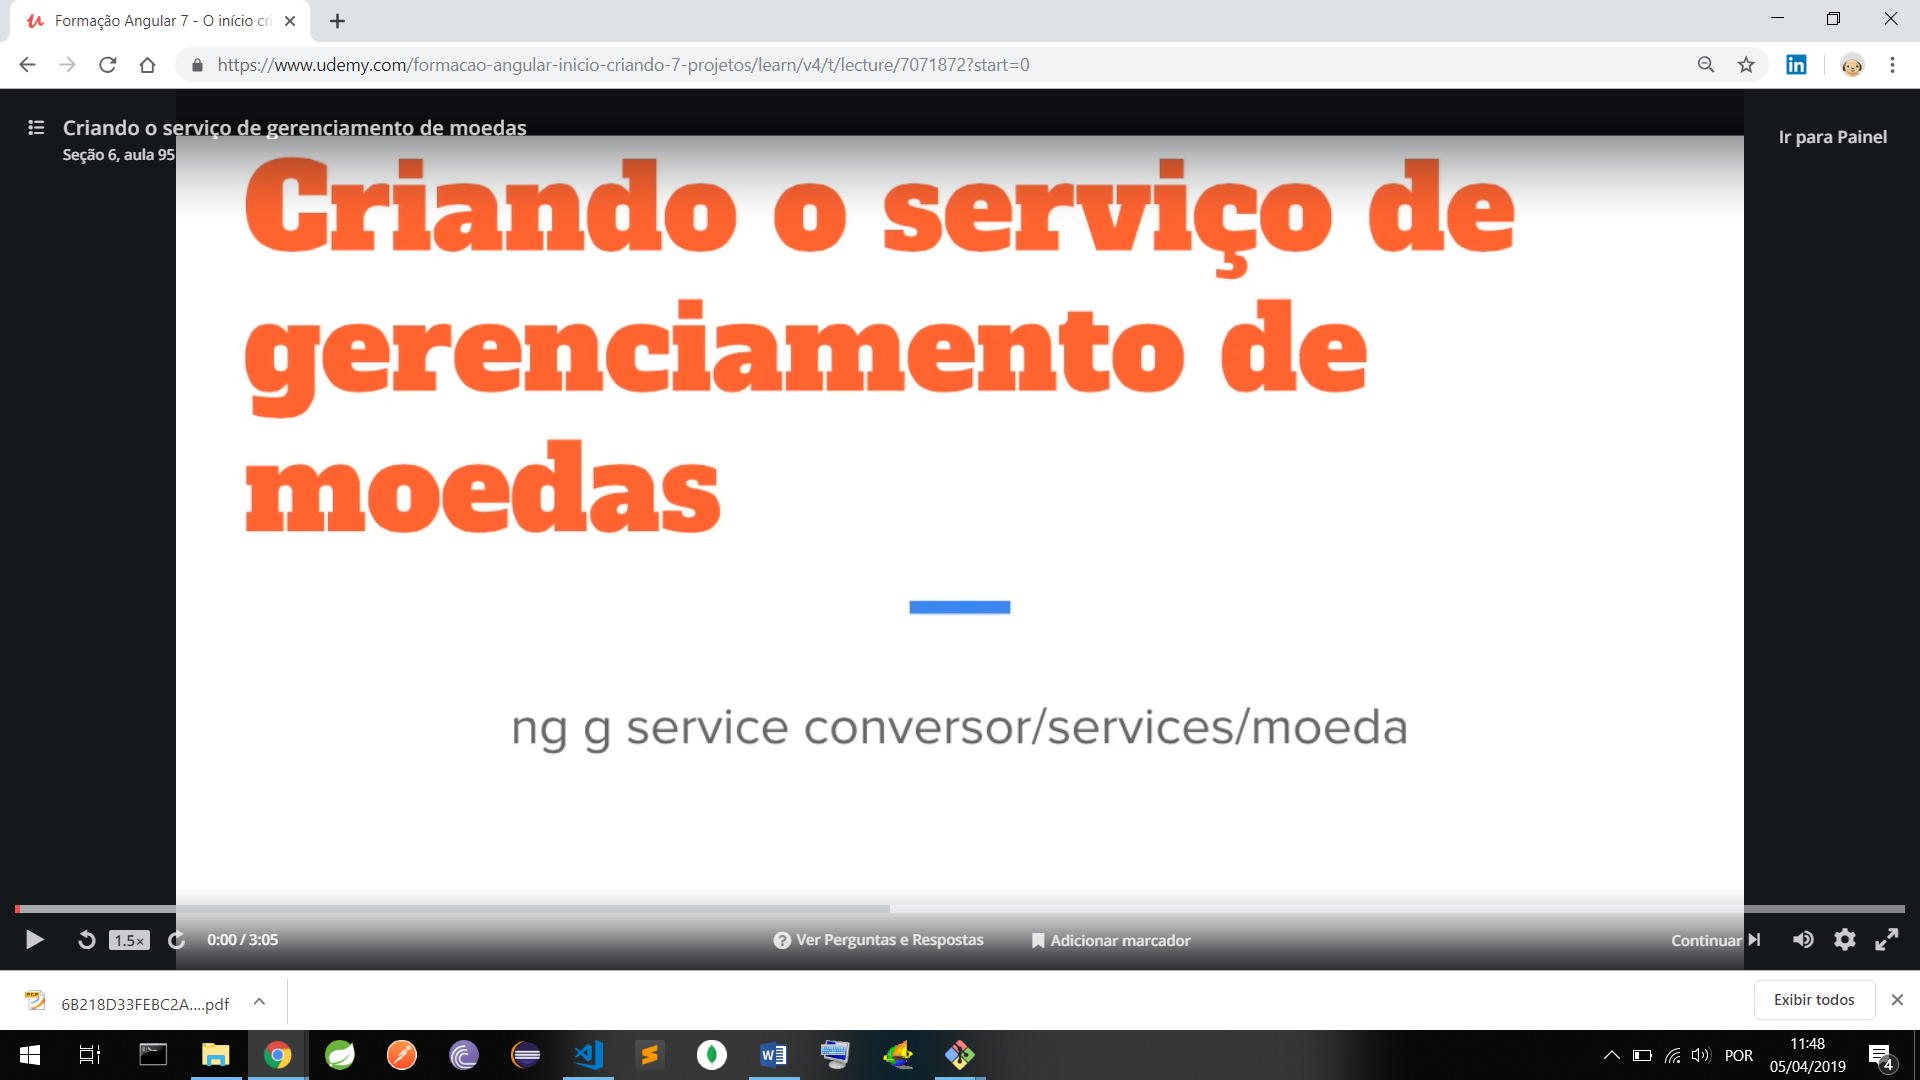 Formação Angular 7 - O início cri
https://www.udemy.com/formacao-angular-inicio-criando-7-projetos/learn/v4/t/lecture/7071872?start=0
Criando o serviço de gerenciamento de moedas
Seção 6, aula 95
Ir para Painel
Criando o serviço de
gerenciamento de
moedas
ng g service conversor/services/moeda
1.5×
0:00 / 3:05
Ver Perguntas e Respostas
Adicionar marcador
Continuar
6B218D33FEBC2A....pdf
Exibir todos
POR
11:48
05/04/2019
4